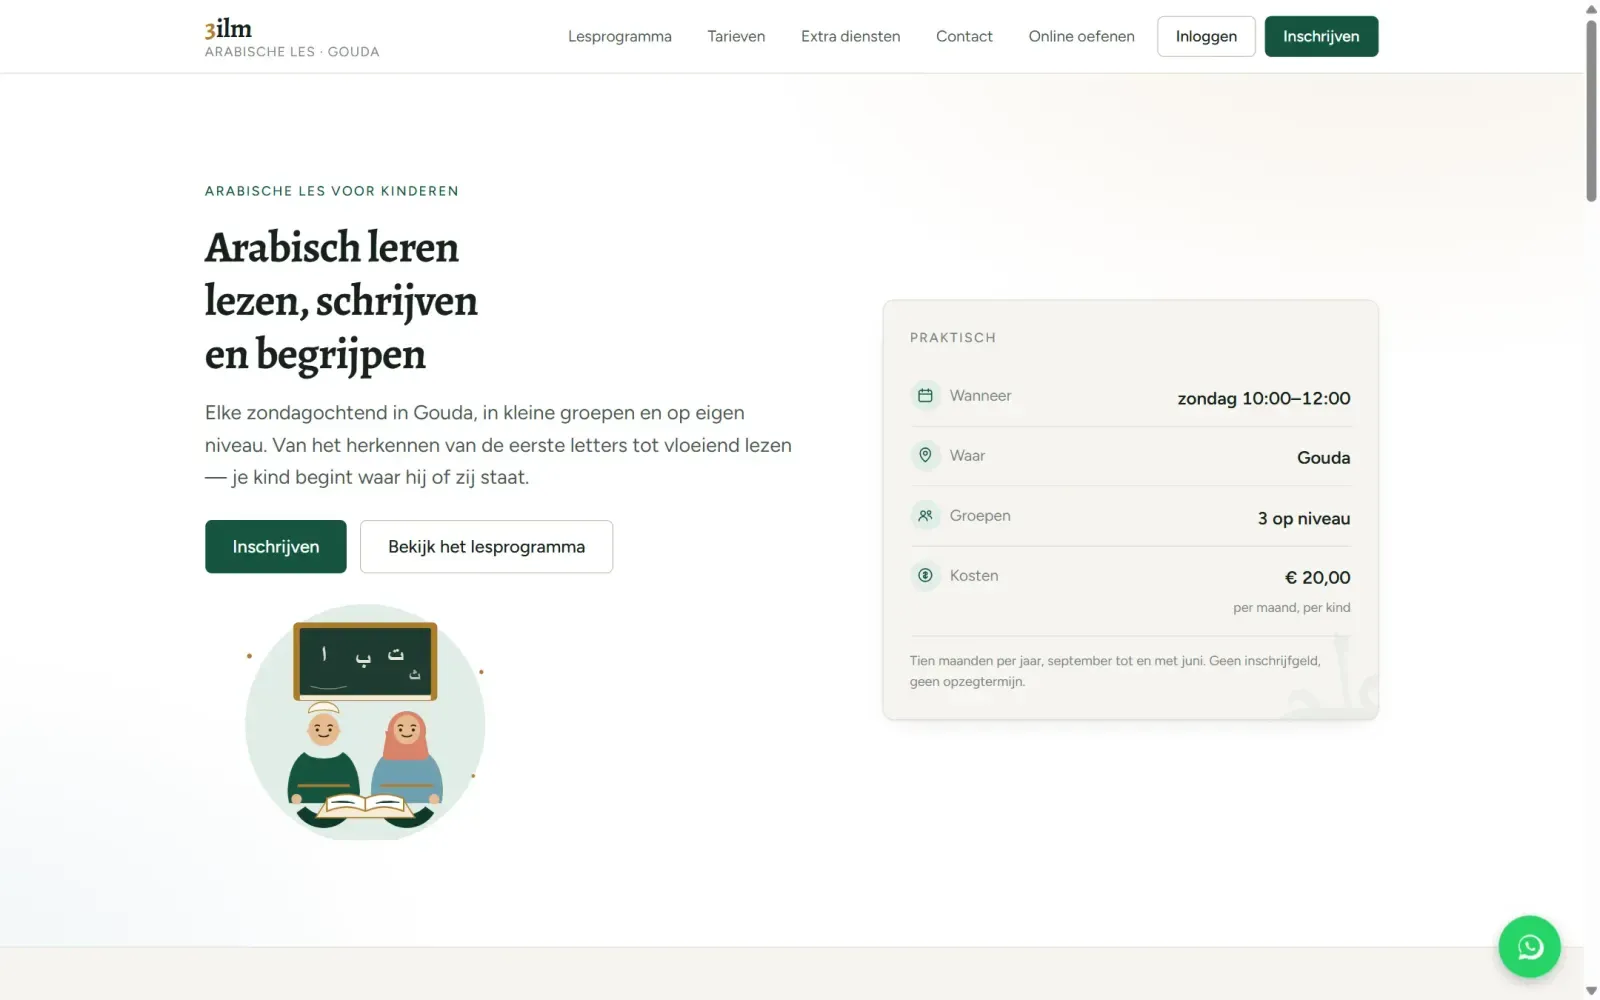 3ilm
ARABISCHE LES · GOUDA
Lesprogramma
Tarieven
Extra diensten
Contact
Online oefenen
Inloggen
Inschrijven
ARABISCHE LES VOOR KINDEREN
Arabisch leren
lezen, schrijven
en begrijpen
Elke zondagochtend in Gouda, in kleine groepen en op eigen
niveau. Van het herkennen van de eerste letters tot vloeiend lezen
— je kind begint waar hij of zij staat.
Inschrijven
Bekijk het lesprogramma
ا ب ت ث
PRAKTISCH
Wanneer zondag 10:00–12:00
Waar Gouda
Groepen 3 op niveau
Kosten € 20,00
per maand, per kind
Tien maanden per jaar, september tot en met juni. Geen inschrijfgeld,
geen opzegtermijn.
علم